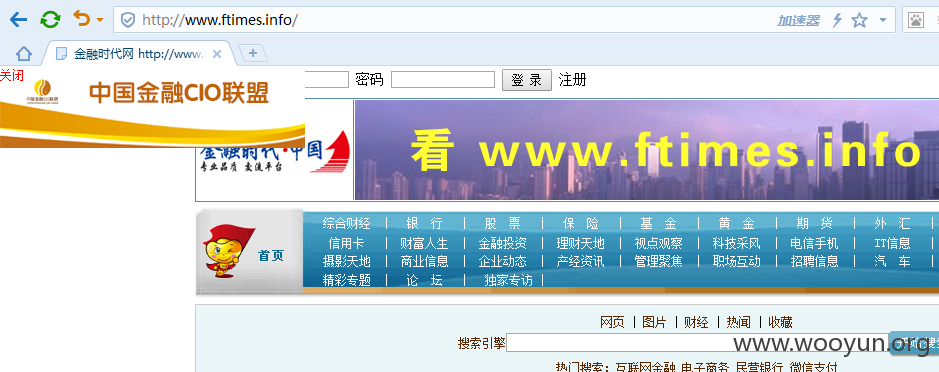 http://www.ftimes.info/
加速器
金融时代网 http://www.
关闭
中国金融CIO联盟
密码
登 录
注册
金融时代·中国
专业品质 交流平台
看 www.ftimes.info
首页
综合财经 | 银 行 | 股 票 | 保 险 | 基 金 | 黄 金 | 期 货 | 外 汇
信用卡 | 财富人生 | 金融投资 | 理财天地 | 视点观察 | 科技采风 | 电信手机 | IT信息
摄影天地 | 商业信息 | 企业动态 | 产经资讯 | 管理聚焦 | 职场互动 | 招聘信息 | 汽 车
精彩专题 | 论 坛 | 独家专访 |
网页 | 图片 | 财经 | 热闻 | 收藏
搜索引擎
www.wooyun.org
热门搜索: 互联网金融 电子商务 民营银行 微信支付